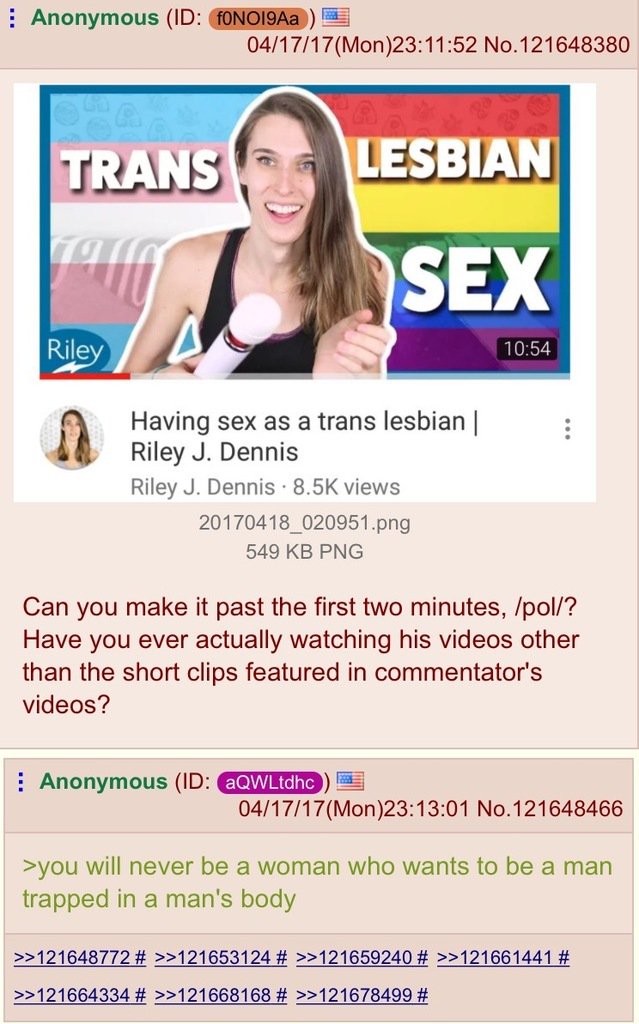 Anonymous (ID: f0NOI9Aa)
04/17/17(Mon)23:11:52 No.121648380
TRANS LESBIAN
SEX
Riley
10:54
Having sex as a trans lesbian |
Riley J. Dennis
Riley J. Dennis · 8.5K views
20170418_020951.png
549 KB PNG
Can you make it past the first two minutes, /pol/?
Have you ever actually watching his videos other
than the short clips featured in commentator's
videos?
Anonymous (ID: aQWLtdhc)
04/17/17(Mon)23:13:01 No.121648466
>you will never be a woman who wants to be a man
trapped in a man's body
>>121648772 # >>121653124 # >>121659240 # >>121661441 #
>>121664334 # >>121668168 # >>121678499 #